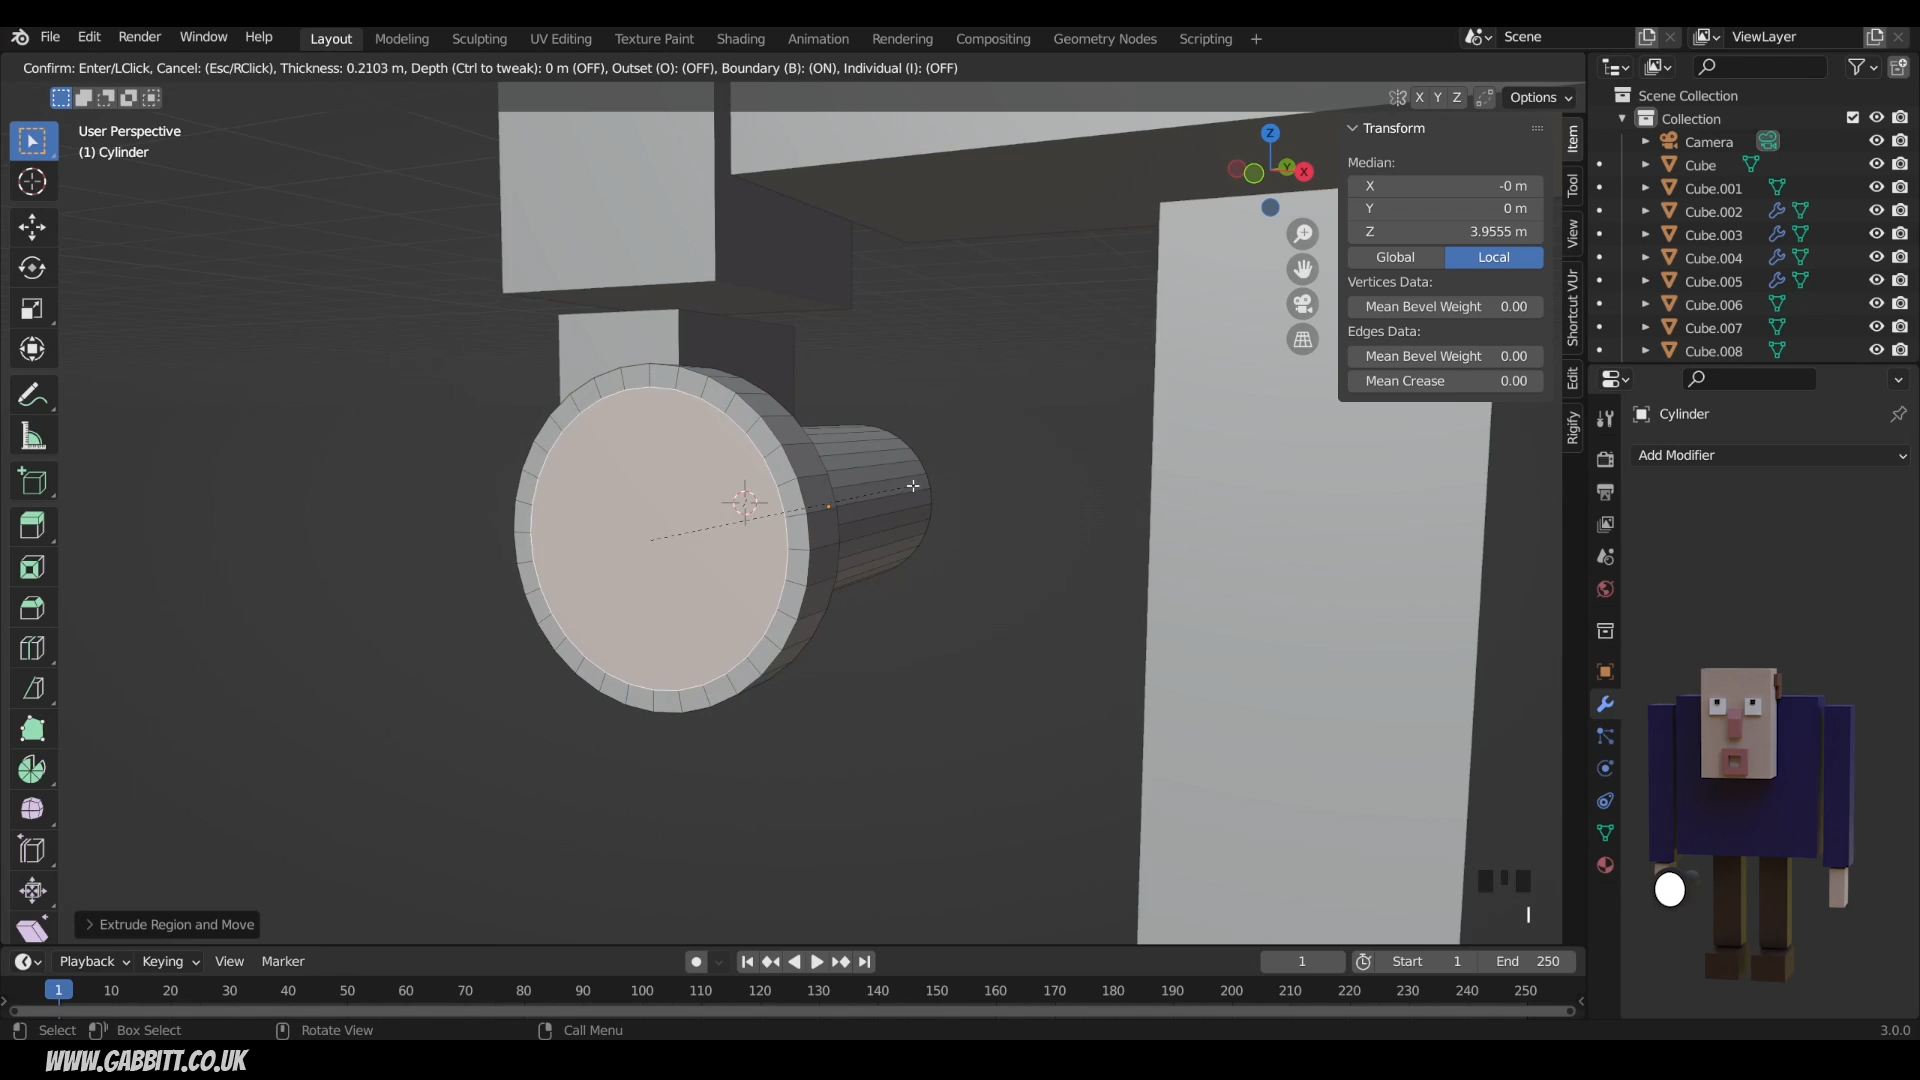 File Edit Render Window Help Layout Modeling Sculpting UV Editing Texture Paint Shading Animation Rendering Compositing Geometry Nodes Scripting + Scene ViewLayer
Confirm: Enter/LClick, Cancel: (Esc/RClick), Thickness: 0.2103 m, Depth (Ctrl to tweak): 0 m (OFF), Outset (O): (OFF), Boundary (B): (ON), Individual (I): (OFF)
X Y Z Options
User Perspective
(1) Cylinder
Z
Y
X
Transform
Median:
X -0 m
Y 0 m
Z 3.9555 m
Global Local
Vertices Data:
Mean Bevel Weight 0.00
Edges Data:
Mean Bevel Weight 0.00
Mean Crease 0.00
Item
Tool
View
Shortcut VUr
Edit
Rigify
Scene Collection
Collection
Camera
Cube
Cube.001
Cube.002
Cube.003
Cube.004
Cube.005
Cube.006
Cube.007
Cube.008
Cylinder
Add Modifier
I
Extrude Region and Move
Playback Keying View Marker 1 Start 1 End 250
1 10 20 30 40 50 60 70 80 90 100 110 120 130 140 150 160 170 180 190 200 210 220 230 240 250
Select Box Select Rotate View Call Menu 3.0.0
WWW.GABBITT.CO.UK